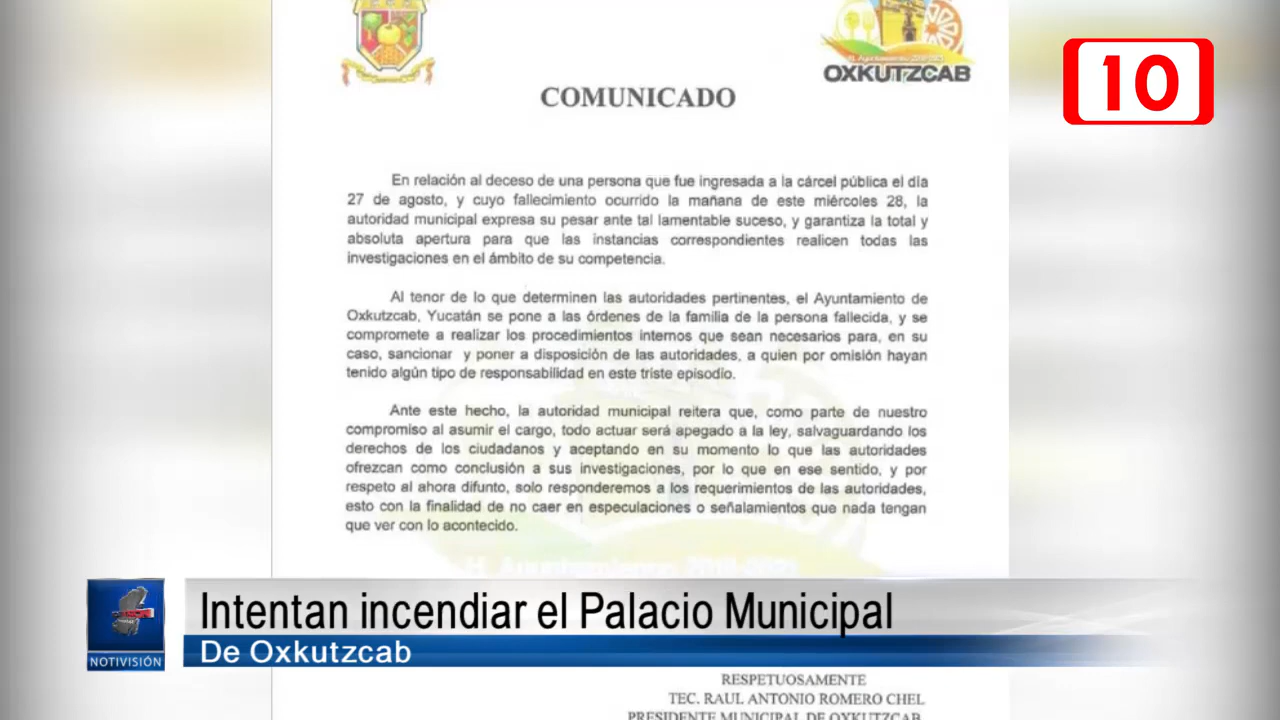 OXKUTZCAB
10
COMUNICADO
En relación al deceso de una persona que fue ingresada a la cárcel pública el día
27 de agosto, y cuyo fallecimiento ocurrido la mañana de este miércoles 28, la
autoridad municipal expresa su pesar ante tal lamentable suceso, y garantiza la total y
absoluta apertura para que las instancias correspondientes realicen todas las
investigaciones en el ámbito de su competencia.
Al tenor de lo que determinen las autoridades pertinentes, el Ayuntamiento de
Oxkutzcab, Yucatán se pone a las órdenes de la familia de la persona fallecida, y se
compromete a realizar los procedimientos internos que sean necesarios para, en su
caso, sancionar y poner a disposición de las autoridades, a quien por omisión hayan
tenido algún tipo de responsabilidad en este triste episodio.
Ante este hecho, la autoridad municipal reitera que, como parte de nuestro
compromiso al asumir el cargo, todo actuar será apegado a la ley, salvaguardando los
derechos de los ciudadanos y aceptando en su momento lo que las autoridades
ofrezcan como conclusión a sus investigaciones, por lo que en ese sentido, y por
respeto al ahora difunto, solo responderemos a los requerimientos de las autoridades,
esto con la finalidad de no caer en especulaciones o señalamientos que nada tengan
que ver con lo acontecido.
Intentan incendiar el Palacio Municipal
De Oxkutzcab
NOTIVISIÓN
RESPETUOSAMENTE
TEC. RAUL ANTONIO ROMERO CHEL
PRESIDENTE MUNICIPAL DE OXKUTZCAB